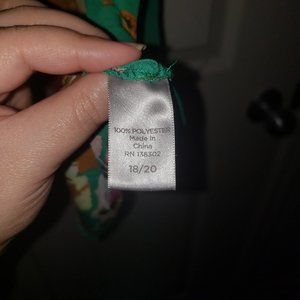 100% POLYESTER
Made in
China
RN 138302
18/20